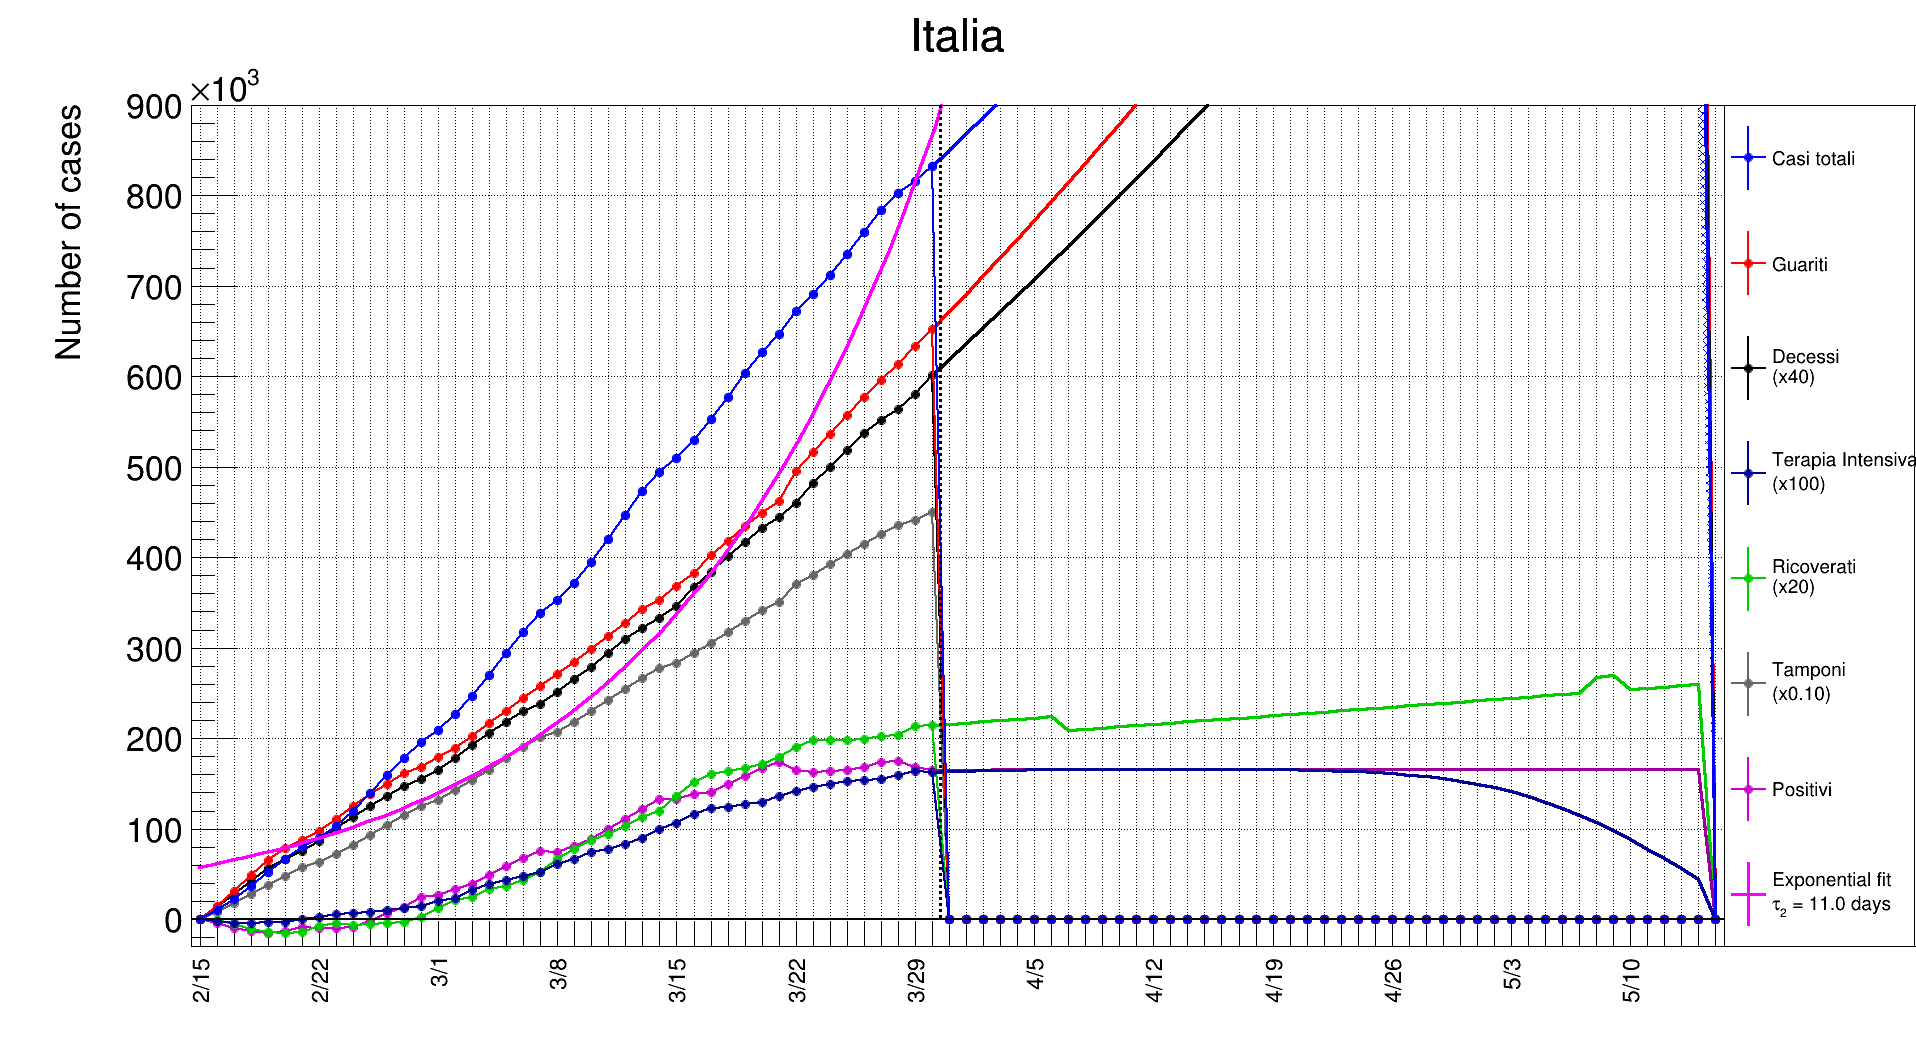 Italia
×10³
Number of cases
900
800
700
600
500
400
300
200
100
0
2/15
2/22
3/1
3/8
3/15
3/22
3/29
4/5
4/12
4/19
4/26
5/3
5/10
Casi totali
Guariti
Decessi
(x40)
Terapia Intensiva
(x100)
Ricoverati
(x20)
Tamponi
(x0.10)
Positivi
Exponential fit
τ₂ = 11.0 days